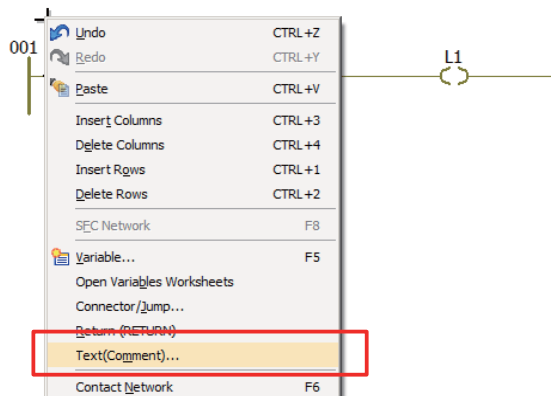 Undo CTRL+Z
001
Redo CTRL+Y
L1
Paste CTRL+V
Insert Columns CTRL+3
Delete Columns CTRL+4
Insert Rows CTRL+1
Delete Rows CTRL+2
SFC Network F8
Variable... F5
Open Variables Worksheets
Connector/Jump...
Return (RETURN)
Text(Comment)...
Contact Network F6